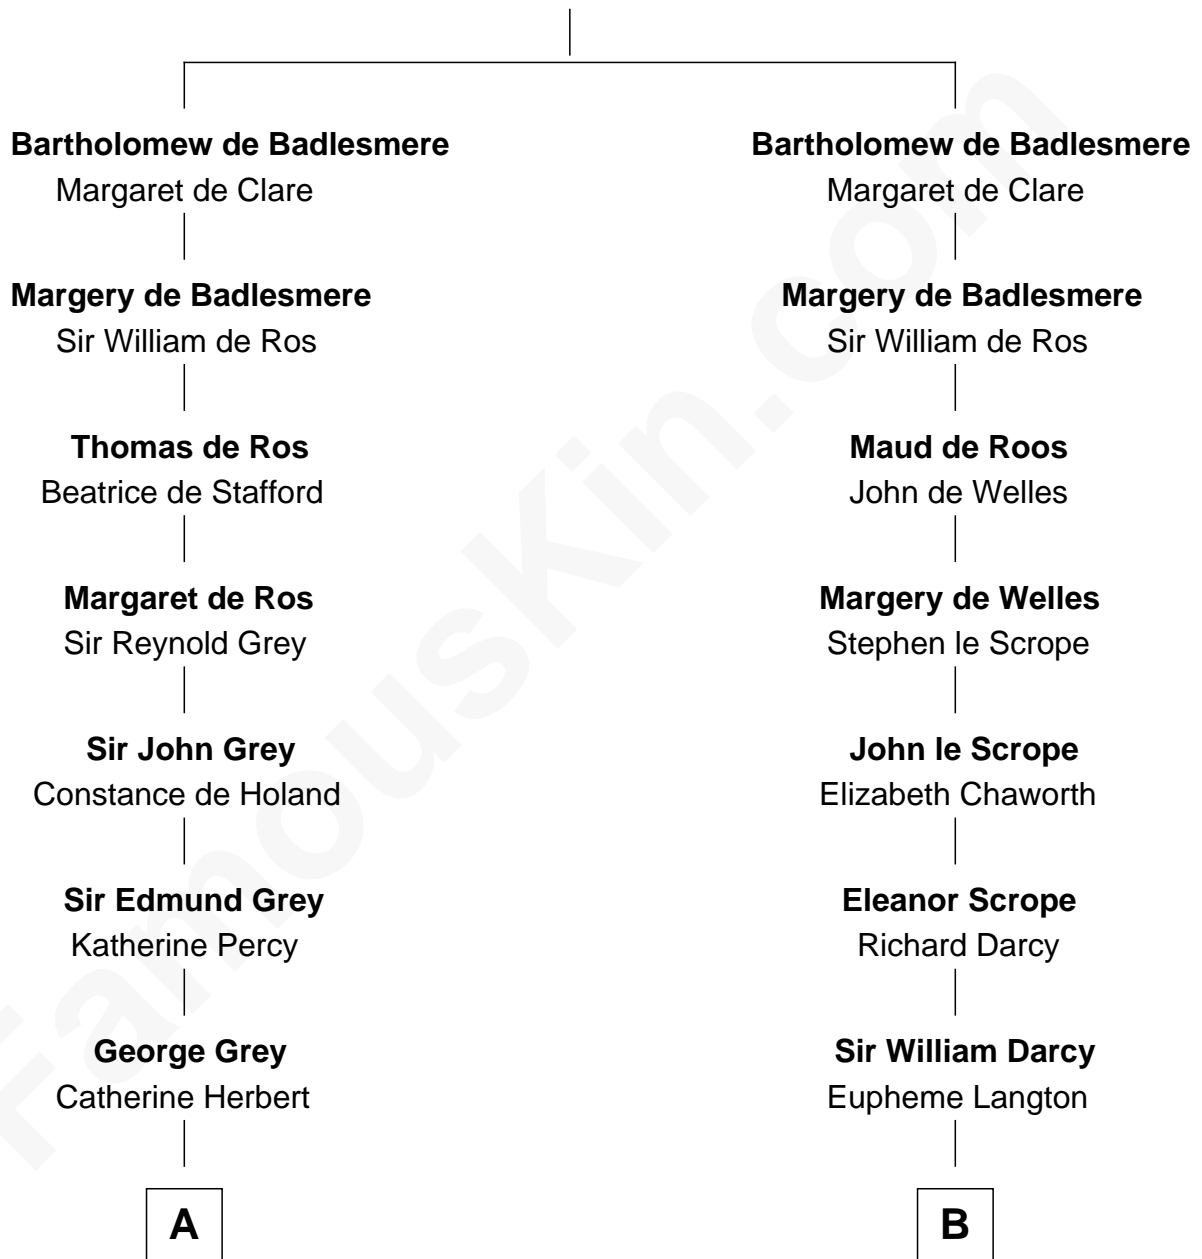 Bartholomew de Badlesmere
Margaret de Clare
Margery de Badlesmere
Sir William de Ros
Thomas de Ros
Beatrice de Stafford
Margaret de Ros
Sir Reynold Grey
Sir John Grey
Constance de Holand
Sir Edmund Grey
Katherine Percy
George Grey
Catherine Herbert
A
Bartholomew de Badlesmere
Margaret de Clare
Margery de Badlesmere
Sir William de Ros
Maud de Roos
John de Welles
Margery de Welles
Stephen le Scrope
John le Scrope
Elizabeth Chaworth
Eleanor Scrope
Richard Darcy
Sir William Darcy
Eupheme Langton
B
FamousKin.com